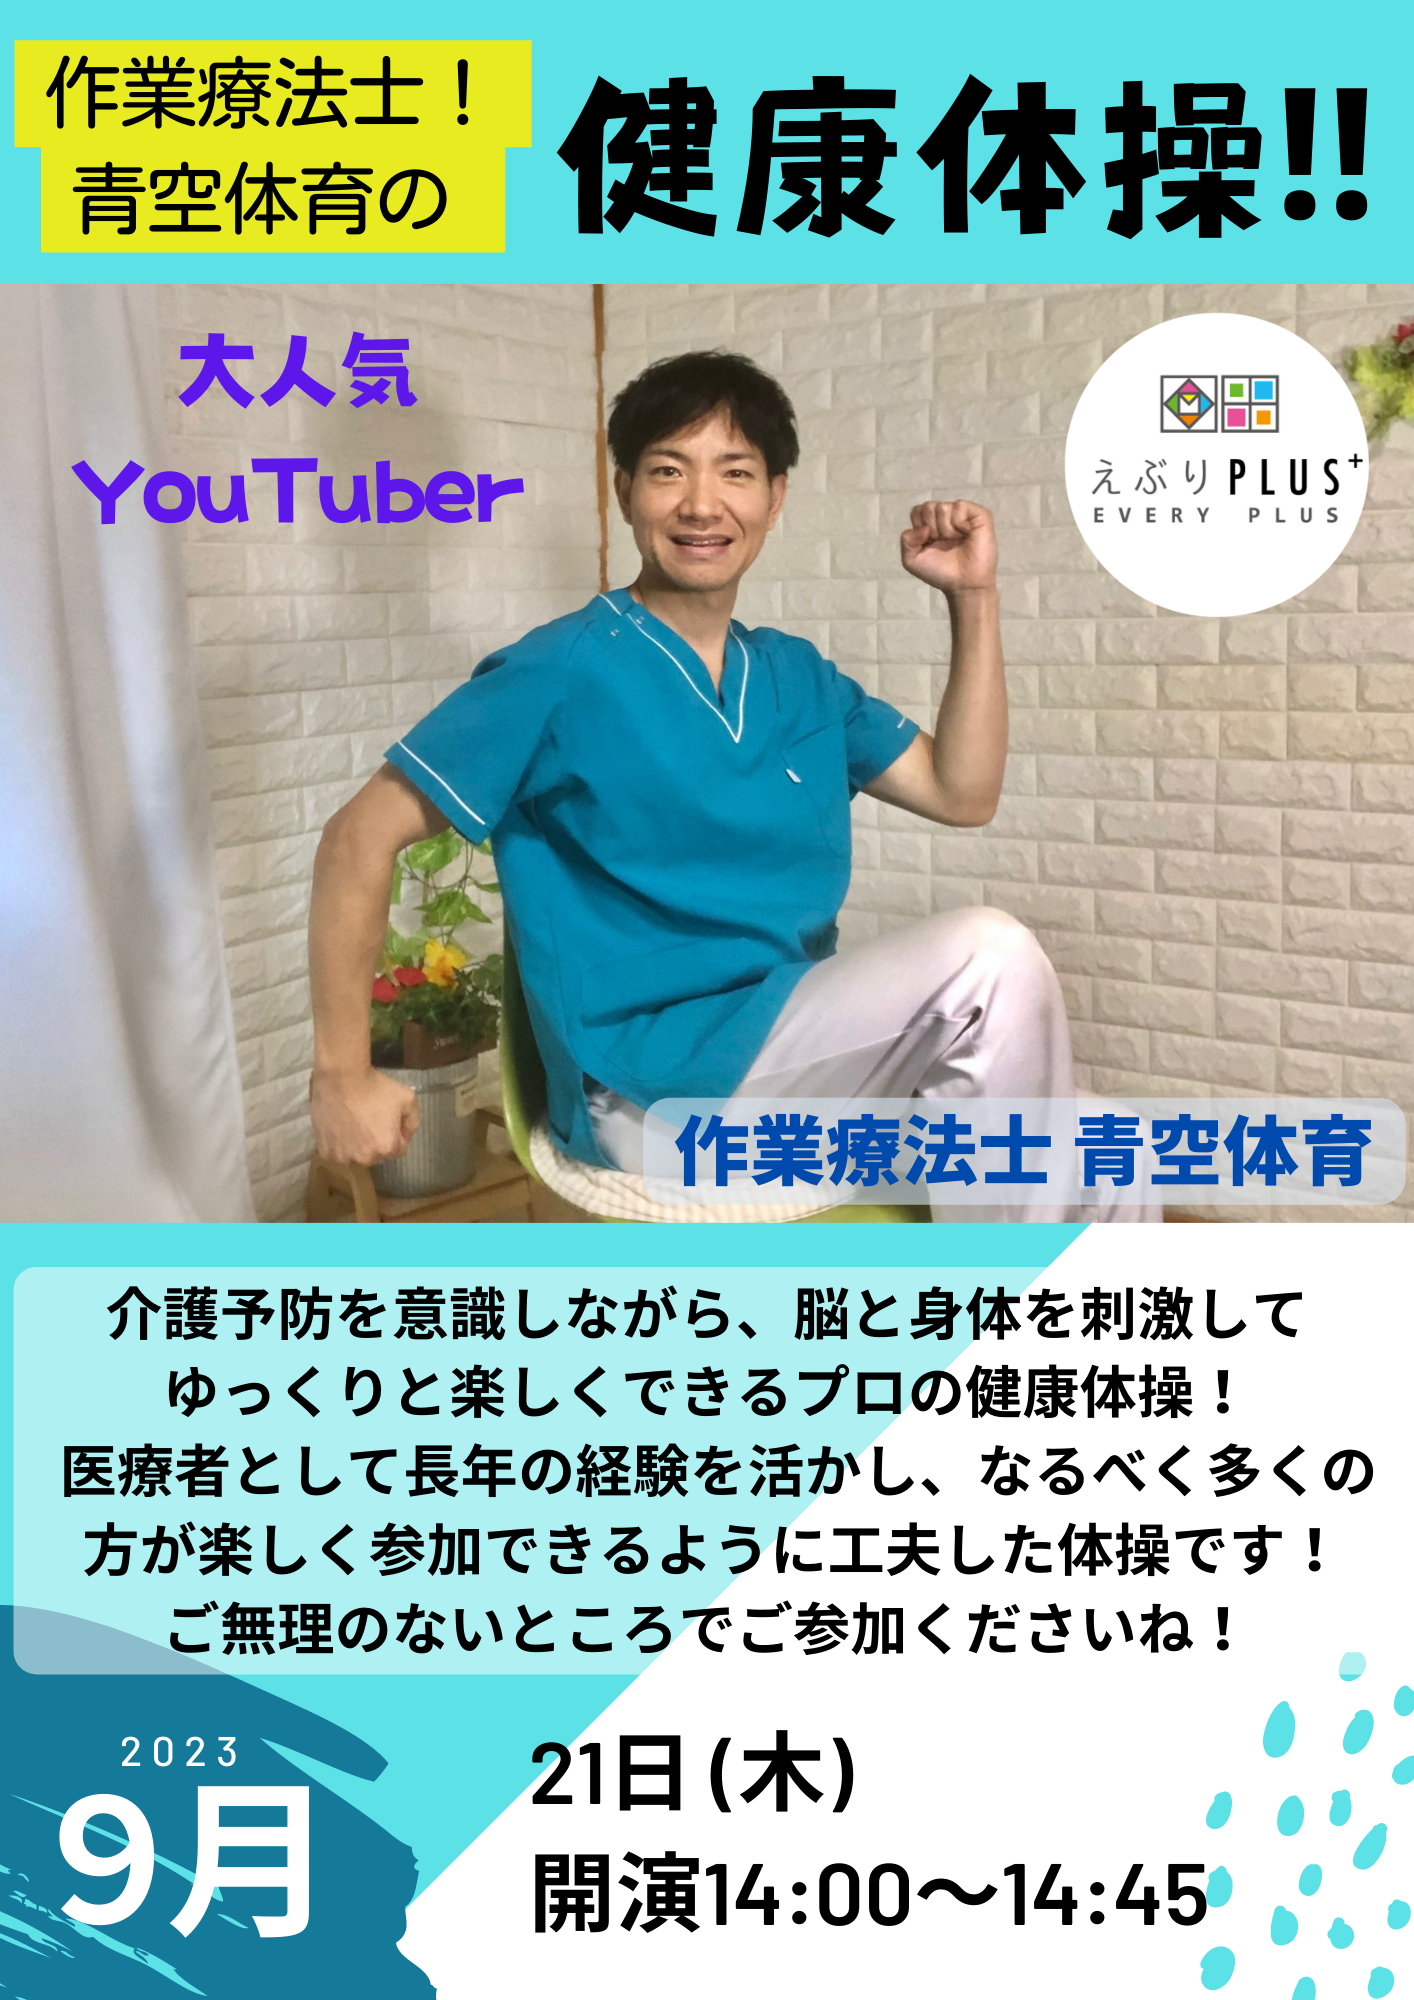 作業療法士！
青空体育の
健康体操!!
大人気
YouTuber
えぶりPLUS+
EVERY PLUS
作業療法士 青空体育
介護予防を意識しながら、脳と身体を刺激して
ゆっくりと楽しくできるプロの健康体操！
医療者として長年の経験を活かし、なるべく多くの
方が楽しく参加できるように工夫した体操です！
ご無理のないところでご参加くださいね！
2023
9月
21日(木)
開演14:00〜14:45